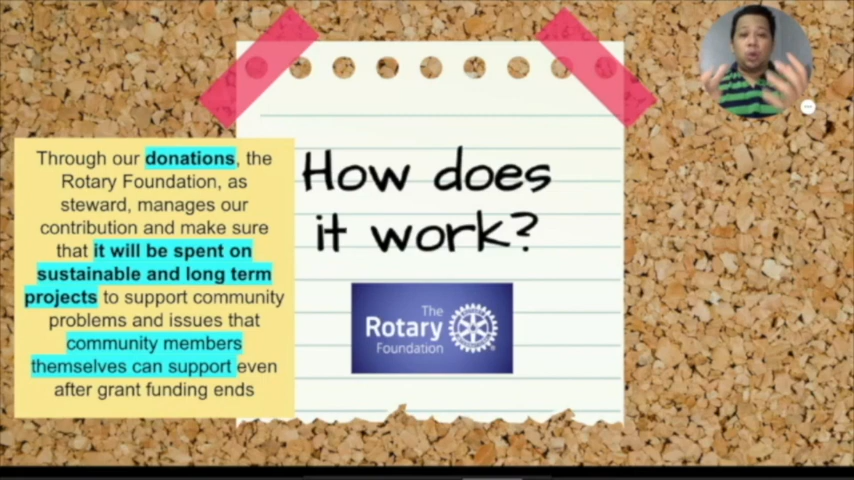 Through our donations, the
Rotary Foundation, as
steward, manages our
contribution and make sure
that it will be spent on
sustainable and long term
projects to support community
problems and issues that
community members
themselves can support even
after grant funding ends
How does
it work?
The
Rotary
Foundation